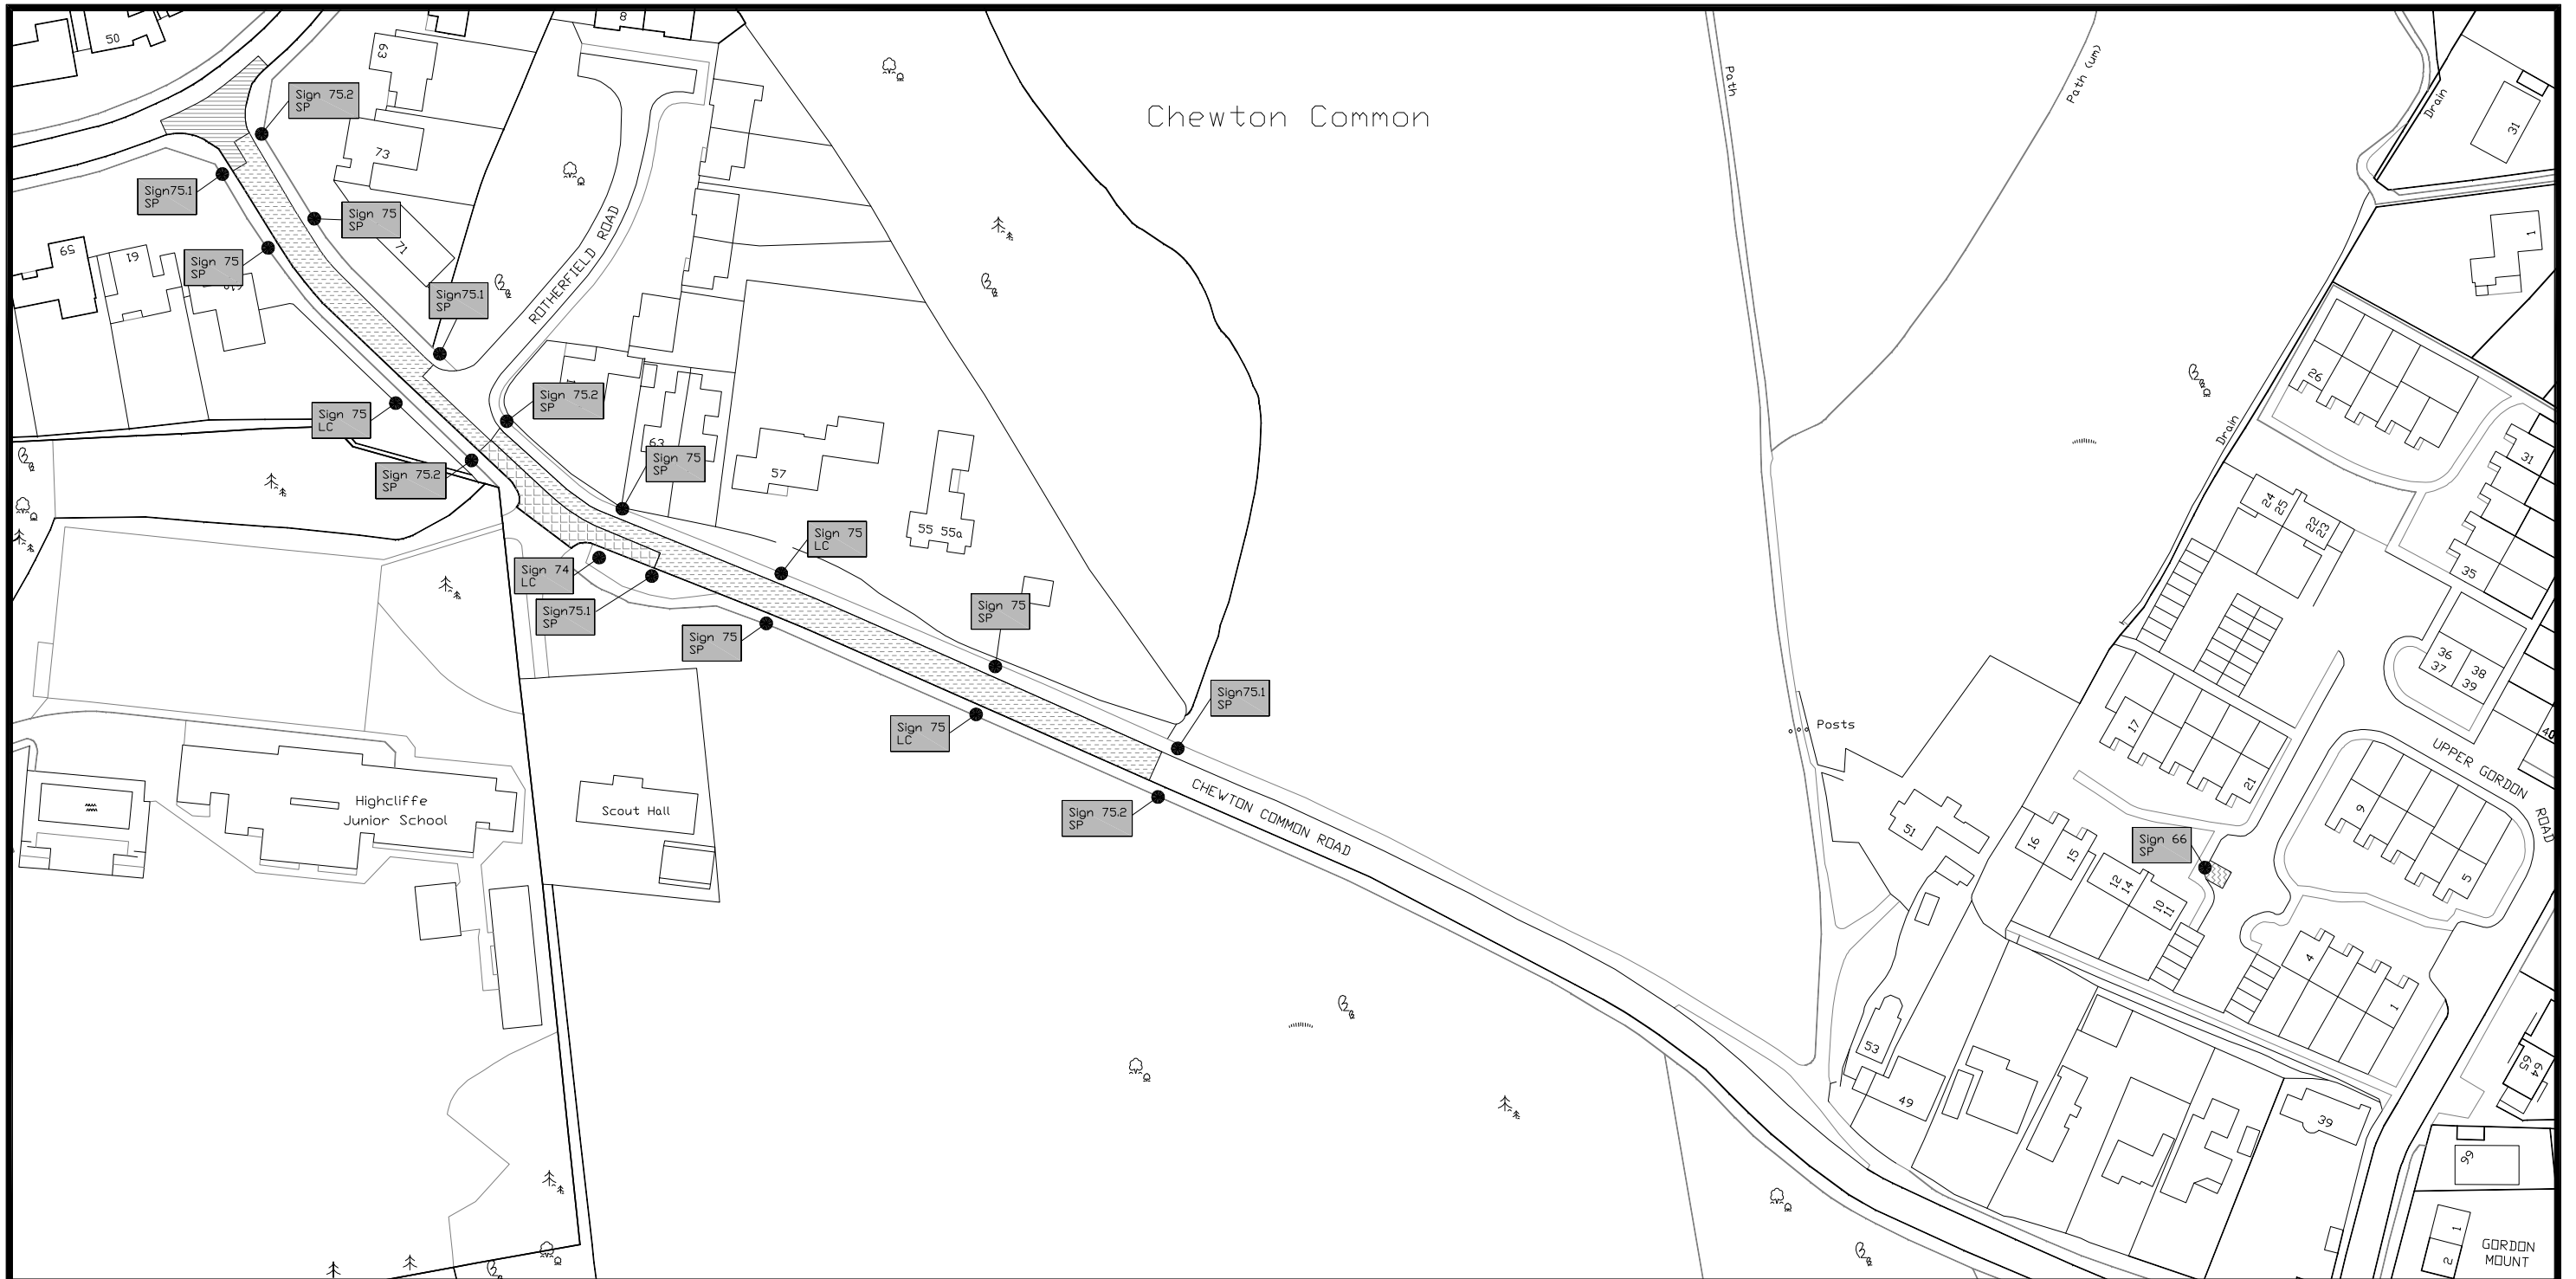 50
8
63
Sign 75.2
SP
73
Chewton Common
Path
Path (um)
Drain
31
Sign75.1
SP
Sign 75
SP
71
ROTHERFIELD ROAD
1
59
61
Sign 75
SP
Sign75.1
SP
26
Sign 75.2
SP
Sign 75
LC
63
Sign 75
SP
57
Drain
31
Sign 75.2
SP
24
25
22
23
55 55a
Sign 75
LC
35
Sign 74
LC
Sign75.1
SP
Sign 75
SP
Sign 75
SP
36
37
38
39
Sign75.1
SP
Sign 75
LC
Posts
17
21
40
UPPER GORDON ROAD
Highcliffe
Junior School
Scout Hall
CHEWTON COMMON ROAD
Sign 75.2
SP
51
16
15
Sign 66
SP
9
5
12
14
10
11
4
1
53
49
39
65
64
99
1
2
GORDON
MOUNT